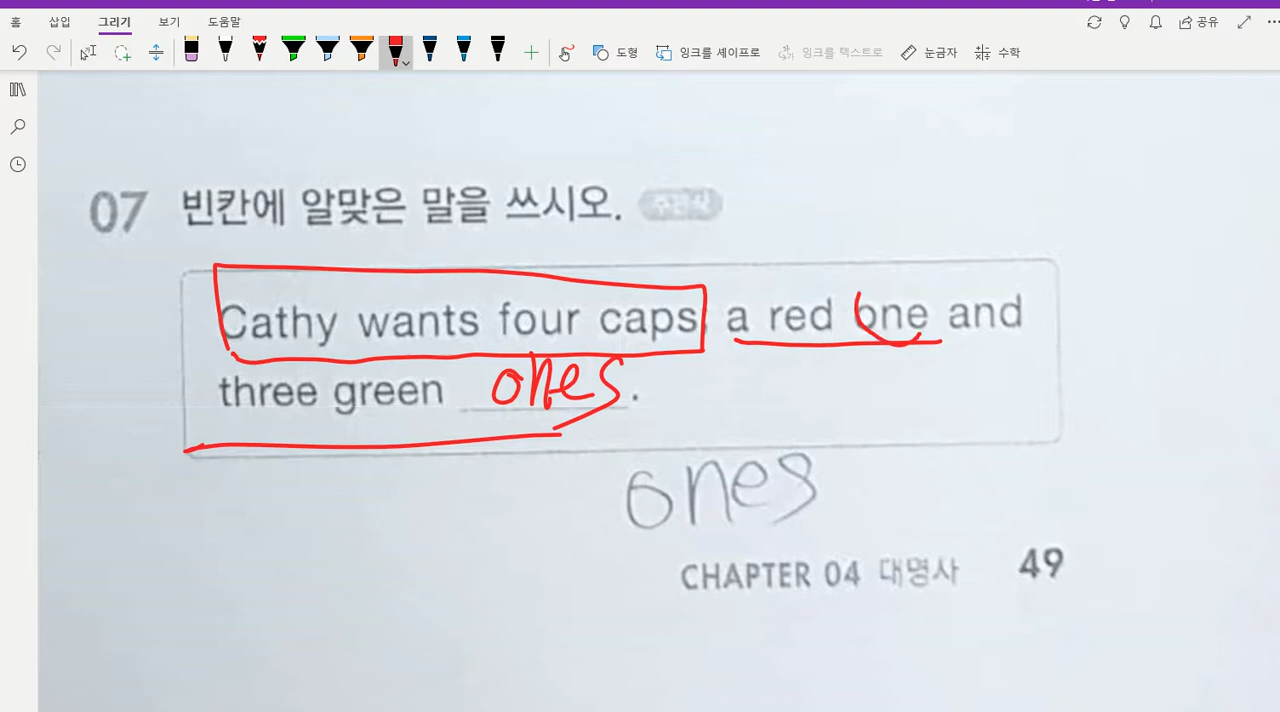 홈 삽입 그리기 보기 도움말 공유
도형 잉크를 셰이프로 잉크를 텍스트로 눈금자 수학
07 빈칸에 알맞은 말을 쓰시오. 주관식
Cathy wants four caps, a red one and
three green ones.
ones
CHAPTER 04 대명사 49